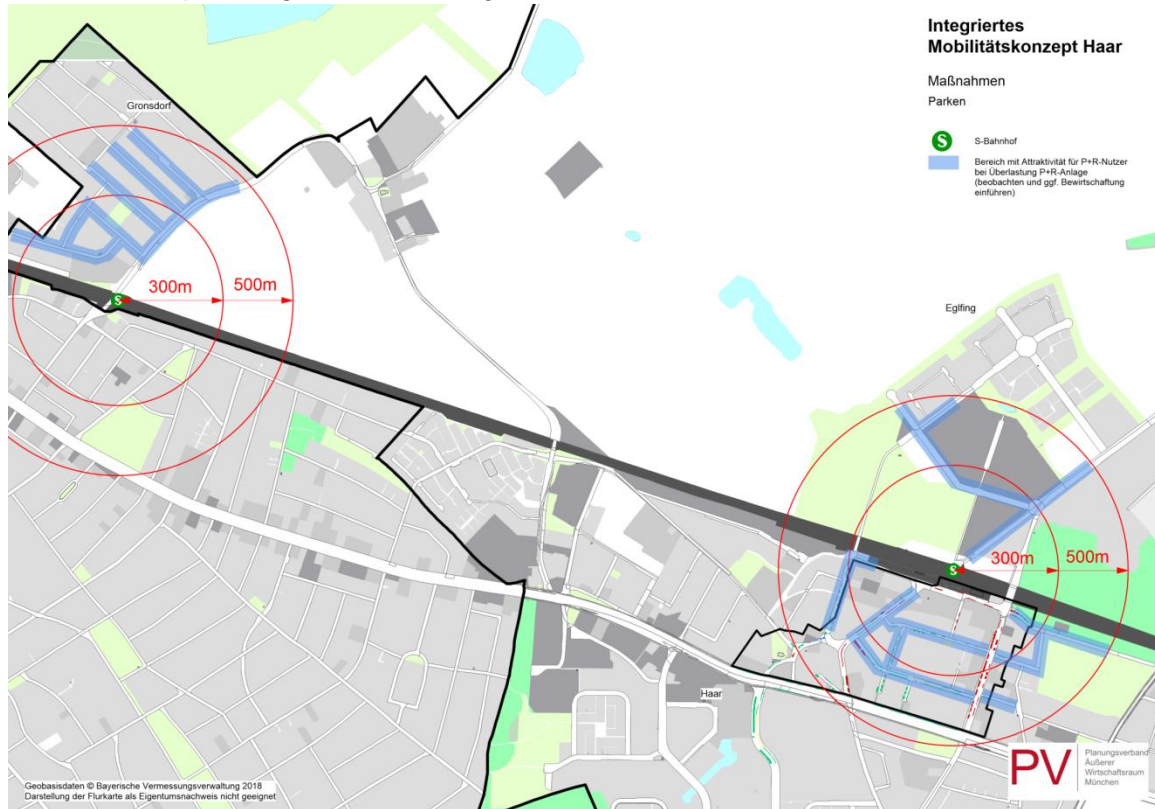 Integriertes
Mobilitätskonzept Haar
Maßnahmen
Parken
S
S-Bahnhof
Bereich mit Attraktivität für P+R-Nutzer
bei Überlastung P+R-Anlage
(beobachten und ggf. Bewirtschaftung
einführen)
Gronsdorf
S
300m
500m
Eglfing
S
300m
500m
Haar
PV
Planungsverband
Äußerer
Wirtschaftsraum
München
Geobasisdaten © Bayerische Vermessungsverwaltung 2018
Darstellung der Flurkarte als Eigentumsnachweis nicht geeignet